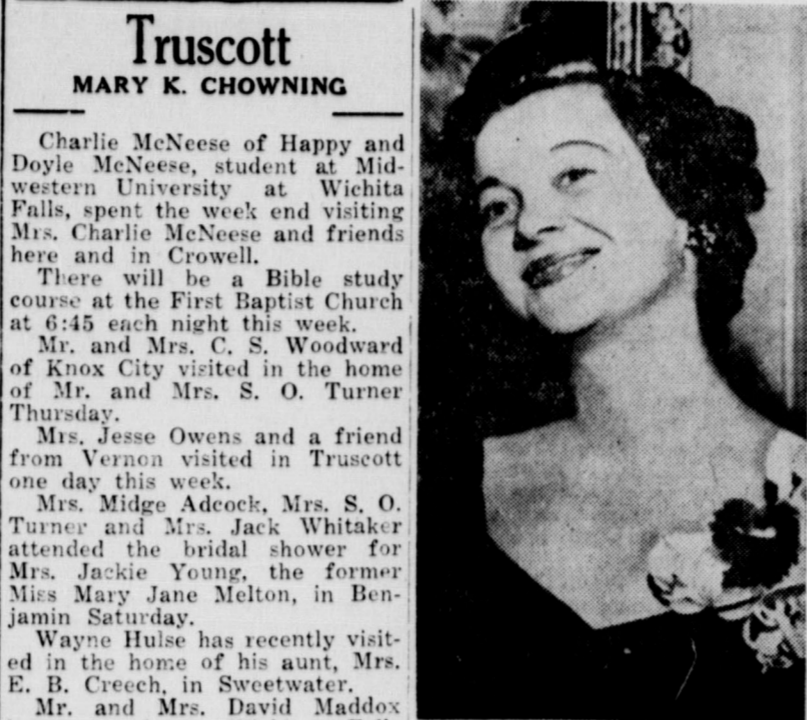 Truscott
MARY K. CHOWNING
Charlie McNeese of Happy and
Doyle McNeese, student at Mid-
western University at Wichita
Falls, spent the week end visiting
Mrs. Charlie McNeese and friends
here and in Crowell.
There will be a Bible study
course at the First Baptist Church
at 6:45 each night this week.
Mr. and Mrs. C. S. Woodward
of Knox City visited in the home
of Mr. and Mrs. S. O. Turner
Thursday.
Mrs. Jesse Owens and a friend
from Vernon visited in Truscott
one day this week.
Mrs. Midge Adcock, Mrs. S. O.
Turner and Mrs. Jack Whitaker
attended the bridal shower for
Mrs. Jackie Young, the former
Miss Mary Jane Melton, in Ben-
jamin Saturday.
Wayne Hulse has recently visit-
ed in the home of his aunt, Mrs.
E. B. Creech, in Sweetwater.
Mr. and Mrs. David Maddox